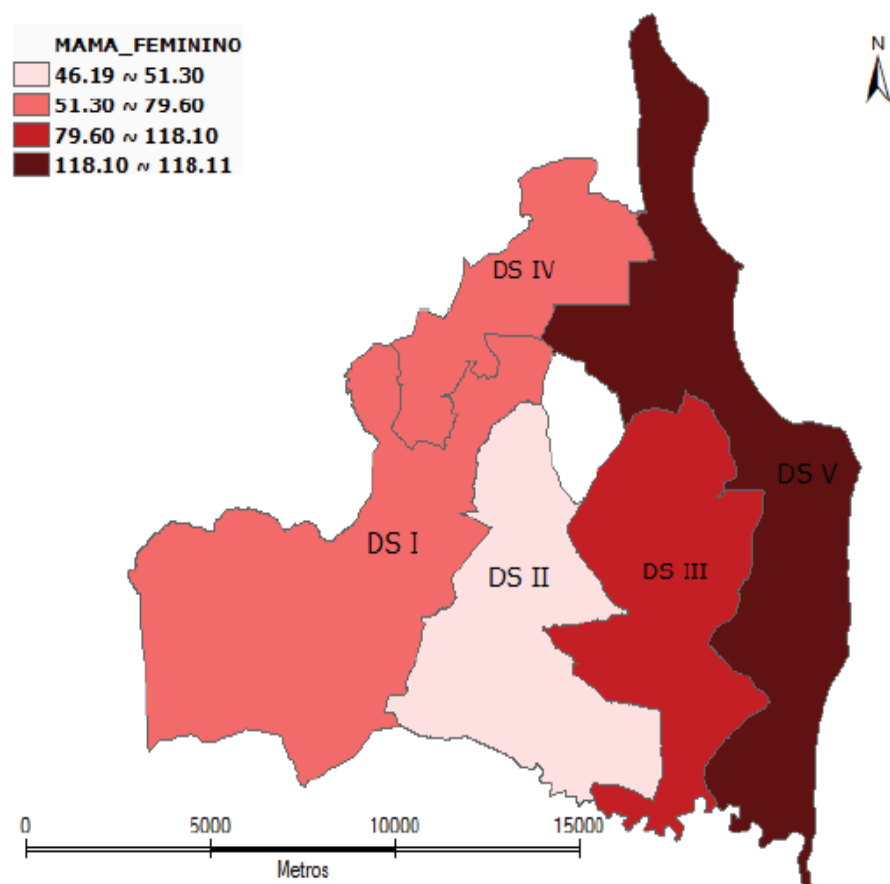 MAMA_FEMININO
46.19 ~ 51.30
51.30 ~ 79.60
79.60 ~ 118.10
118.10 ~ 118.11
N
DS IV
DS V
DS I
DS II
DS III
0 5000 10000 15000
Metros